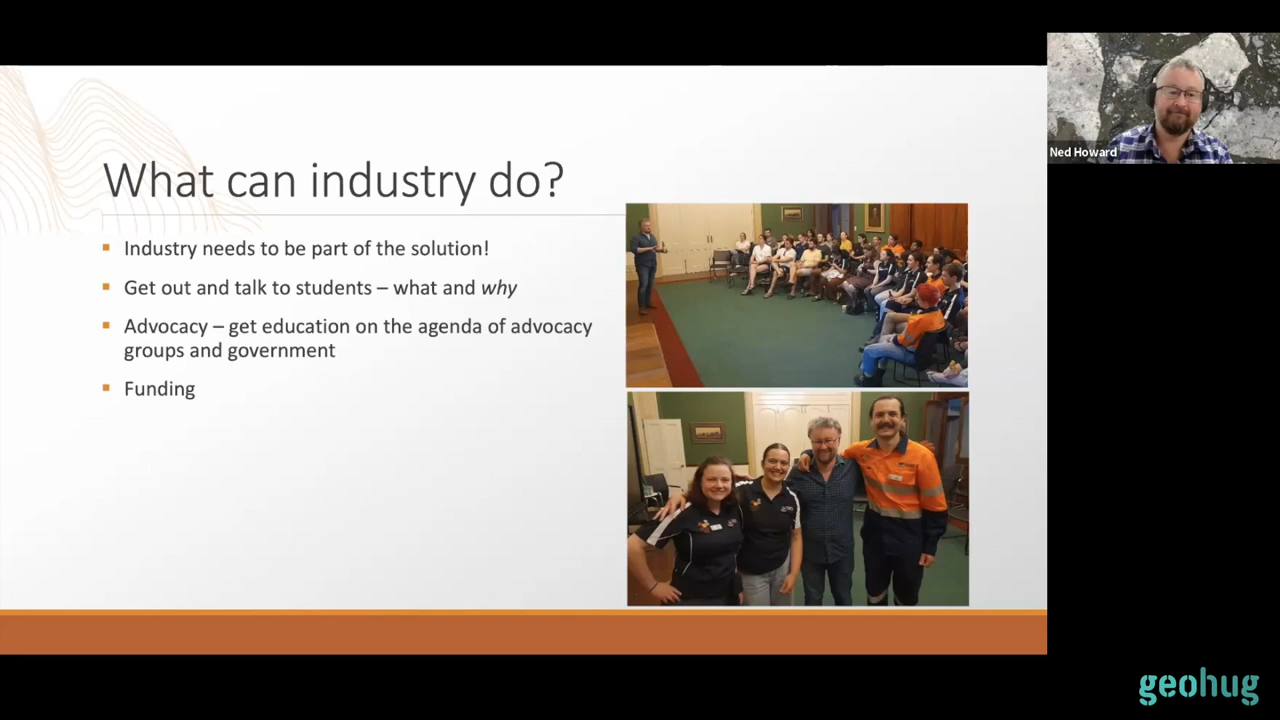 What can industry do?
Industry needs to be part of the solution!
Get out and talk to students – what and why
Advocacy – get education on the agenda of advocacy
groups and government
Funding
Ned Howard
geohug